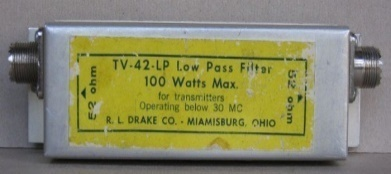 TV-42-LP Low Pass Filter
100 Watts Max.
for transmitters
Operating below 30 MC
R. L. DRAKE CO. - MIAMISBURG, OHIO
52 ohm
52 ohm